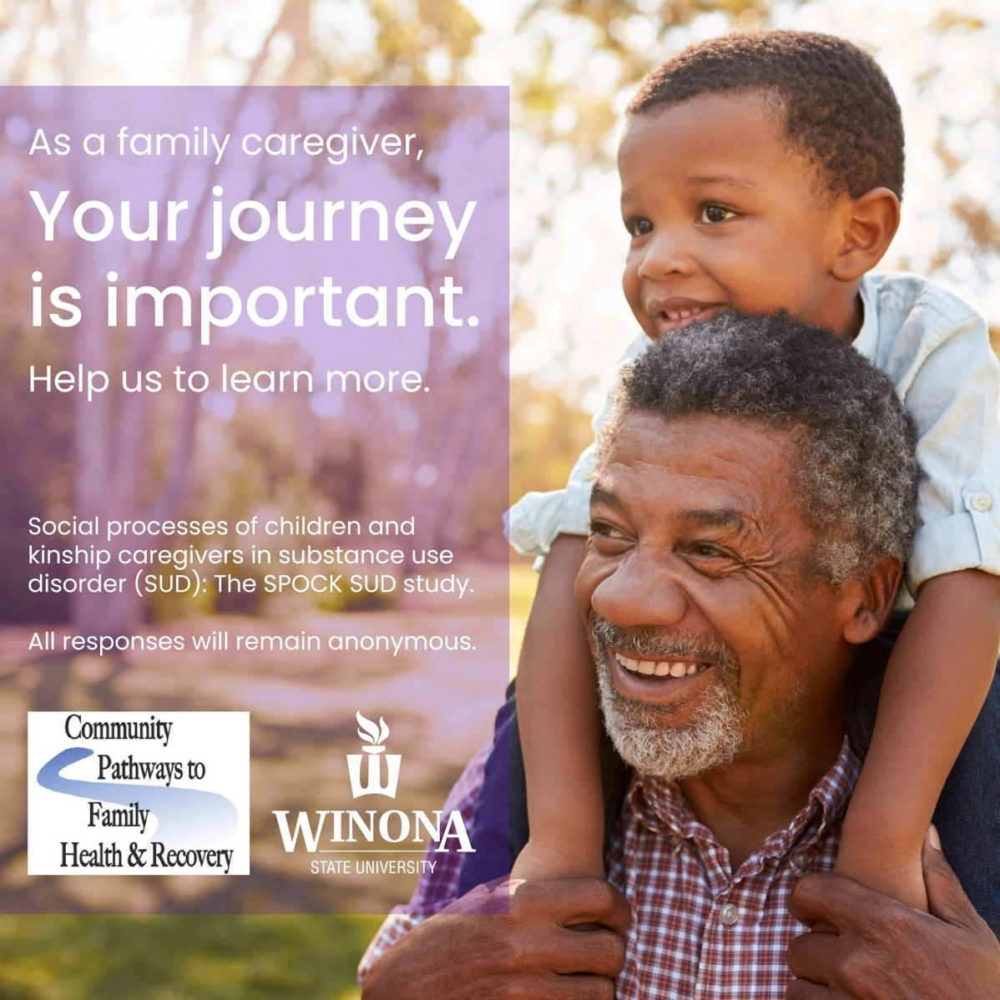 As a family caregiver,
Your journey
is important.
Help us to learn more.
Social processes of children and
kinship caregivers in substance use
disorder (SUD): The SPOCK SUD study.
All responses will remain anonymous.
Community
Pathways to
Family
Health & Recovery
W
WINONA
STATE UNIVERSITY